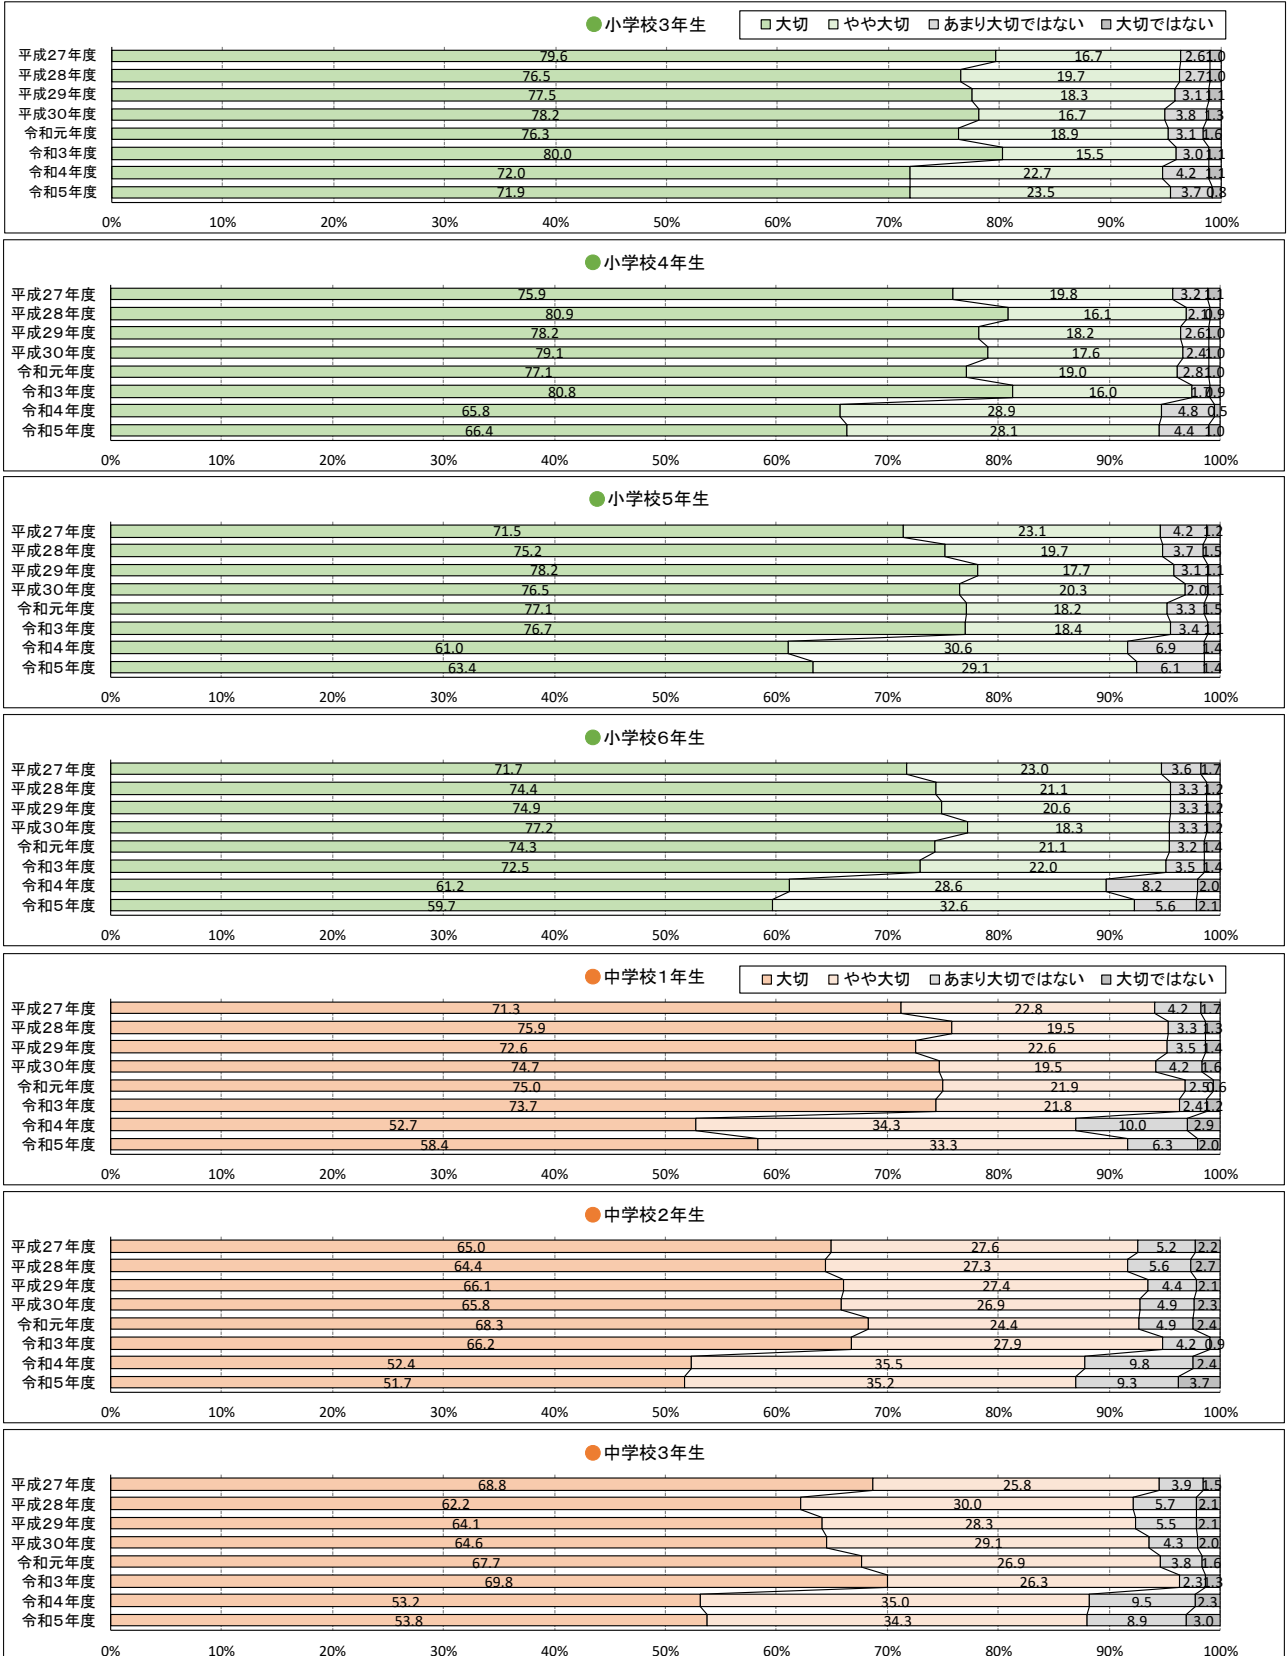 ●小学校3年生
大切 やや大切 あまり大切ではない 大切ではない
平成27年度 79.6 16.7 2.6 1.0
平成28年度 76.5 19.7 2.7 1.0
平成29年度 77.5 18.3 3.1 1.1
平成30年度 78.2 16.7 3.8 1.3
令和元年度 76.3 18.9 3.1 1.6
令和3年度 80.0 15.5 3.0 1.1
令和4年度 72.0 22.7 4.2 1.1
令和5年度 71.9 23.5 3.7 0.8
0% 10% 20% 30% 40% 50% 60% 70% 80% 90% 100%
●小学校4年生
平成27年度 75.9 19.8 3.2 1.1
平成28年度 80.9 16.1 2.1 0.9
平成29年度 78.2 18.2 2.6 1.0
平成30年度 79.1 17.6 2.4 1.0
令和元年度 77.1 19.0 2.8 1.0
令和3年度 80.8 16.0 1.7 0.9
令和4年度 65.8 28.9 4.8 0.5
令和5年度 66.4 28.1 4.4 1.0
0% 10% 20% 30% 40% 50% 60% 70% 80% 90% 100%
●小学校5年生
平成27年度 71.5 23.1 4.2 1.2
平成28年度 75.2 19.7 3.7 1.5
平成29年度 78.2 17.7 3.1 1.1
平成30年度 76.5 20.3 2.0 1.1
令和元年度 77.1 18.2 3.3 1.5
令和3年度 76.7 18.4 3.4 1.1
令和4年度 61.0 30.6 6.9 1.4
令和5年度 63.4 29.1 6.1 1.4
0% 10% 20% 30% 40% 50% 60% 70% 80% 90% 100%
●小学校6年生
平成27年度 71.7 23.0 3.6 1.7
平成28年度 74.4 21.1 3.3 1.2
平成29年度 74.9 20.6 3.3 1.2
平成30年度 77.2 18.3 3.3 1.2
令和元年度 74.3 21.1 3.2 1.4
令和3年度 72.5 22.0 3.5 1.4
令和4年度 61.2 28.6 8.2 2.0
令和5年度 59.7 32.6 5.6 2.1
0% 10% 20% 30% 40% 50% 60% 70% 80% 90% 100%
●中学校1年生
大切 やや大切 あまり大切ではない 大切ではない
平成27年度 71.3 22.8 4.2 1.7
平成28年度 75.9 19.5 3.3 1.3
平成29年度 72.6 22.6 3.5 1.4
平成30年度 74.7 19.5 4.2 1.6
令和元年度 75.0 21.9 2.5 0.6
令和3年度 73.7 21.8 2.4 1.2
令和4年度 52.7 34.3 10.0 2.9
令和5年度 58.4 33.3 6.3 2.0
0% 10% 20% 30% 40% 50% 60% 70% 80% 90% 100%
●中学校2年生
平成27年度 65.0 27.6 5.2 2.2
平成28年度 64.4 27.3 5.6 2.7
平成29年度 66.1 27.4 4.4 2.1
平成30年度 65.8 26.9 4.9 2.3
令和元年度 68.3 24.4 4.9 2.4
令和3年度 66.2 27.9 4.2 0.9
令和4年度 52.4 35.5 9.8 2.4
令和5年度 51.7 35.2 9.3 3.7
0% 10% 20% 30% 40% 50% 60% 70% 80% 90% 100%
●中学校3年生
平成27年度 68.8 25.8 3.9 1.5
平成28年度 62.2 30.0 5.7 2.1
平成29年度 64.1 28.3 5.5 2.1
平成30年度 64.6 29.1 4.3 2.0
令和元年度 67.7 26.9 3.8 1.6
令和3年度 69.8 26.3 2.3 1.3
令和4年度 53.2 35.0 9.5 2.3
令和5年度 53.8 34.3 8.9 3.0
0% 10% 20% 30% 40% 50% 60% 70% 80% 90% 100%